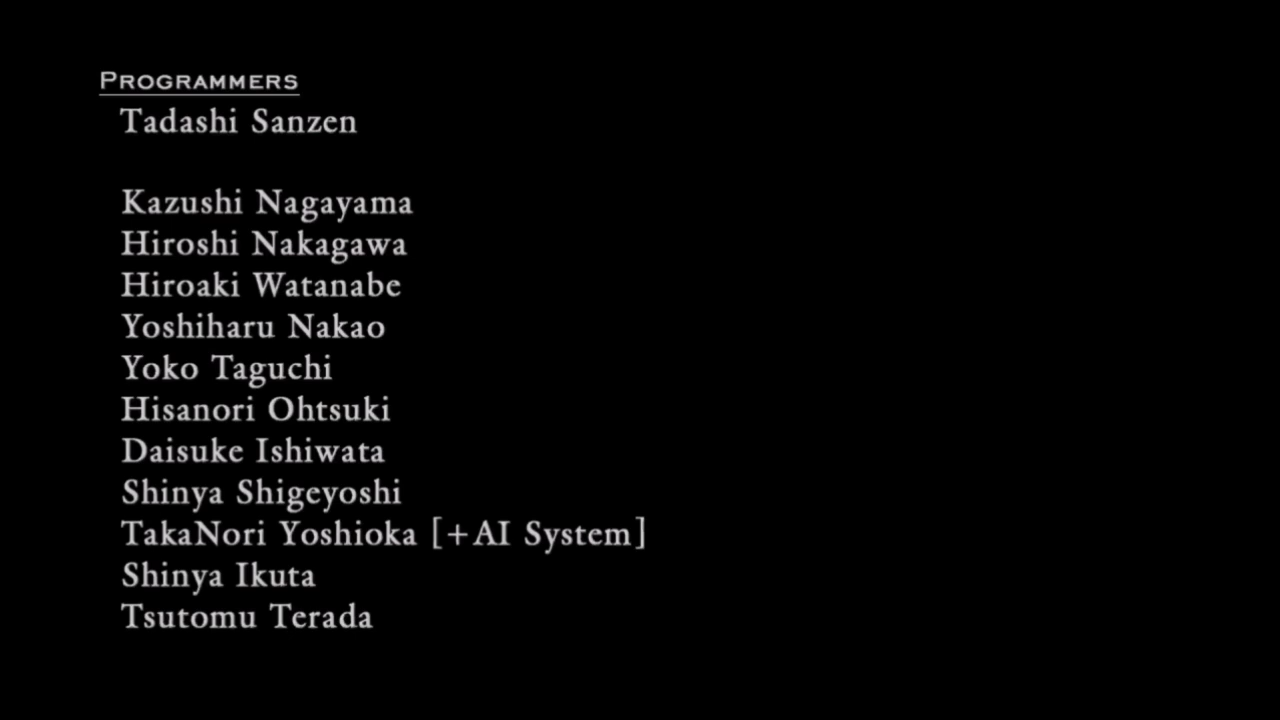 Programmers
Tadashi Sanzen
Kazushi Nagayama
Hiroshi Nakagawa
Hiroaki Watanabe
Yoshiharu Nakao
Yoko Taguchi
Hisanori Ohtsuki
Daisuke Ishiwata
Shinya Shigeyoshi
TakaNori Yoshioka [+AI System]
Shinya Ikuta
Tsutomu Terada